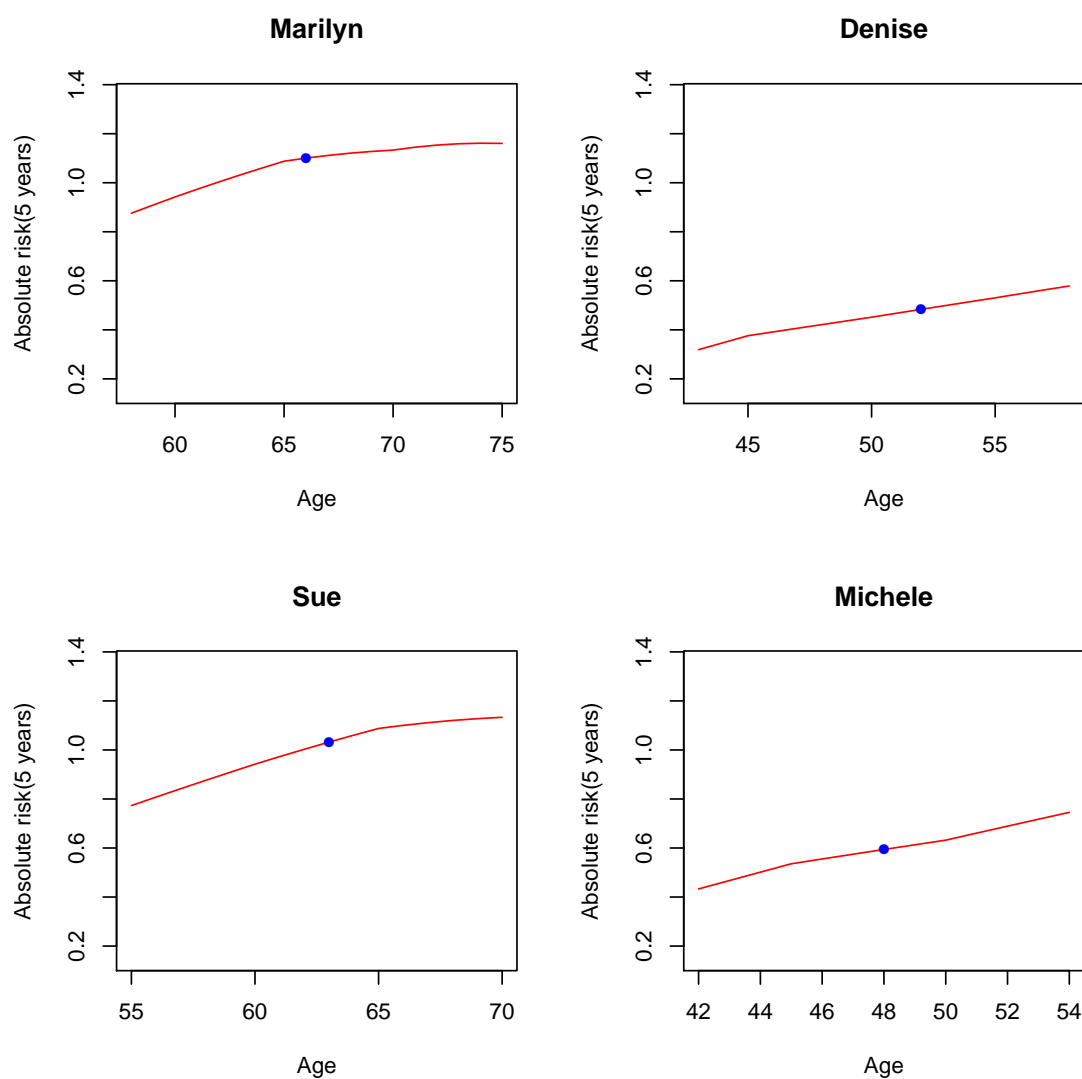 Marilyn
Absolute risk(5 years)
1.4
1.0
0.6
0.2
60 65 70 75
Age
Denise
Absolute risk(5 years)
1.4
1.0
0.6
0.2
45 50 55
Age
Sue
Absolute risk(5 years)
1.4
1.0
0.6
0.2
55 60 65 70
Age
Michele
Absolute risk(5 years)
1.4
1.0
0.6
0.2
42 44 46 48 50 52 54
Age